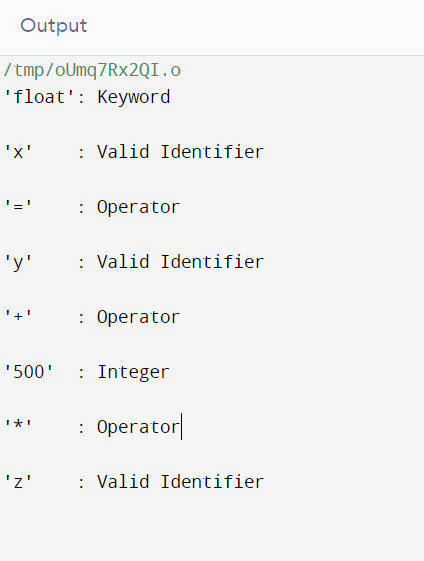 Output
/tmp/oUmq7Rx2QI.o
'float': Keyword
'x'    : Valid Identifier
'='    : Operator
'y'    : Valid Identifier
'+'    : Operator
'500'  : Integer
'*'    : Operator
'z'    : Valid Identifier